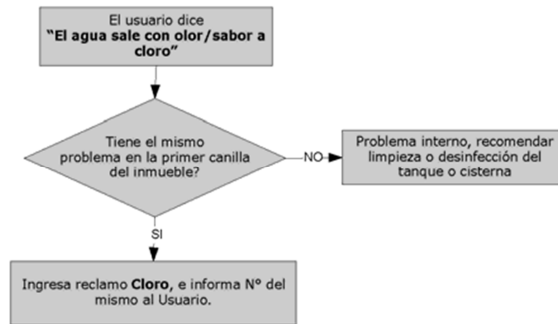 El usuario dice
“El agua sale con olor/sabor a
cloro”
Tiene el mismo
problema en la primer canilla
del inmueble?
NO
Problema interno, recomendar
limpieza o desinfección del
tanque o cisterna
SI
Ingresa reclamo Cloro, e informa N° del
mismo al Usuario.